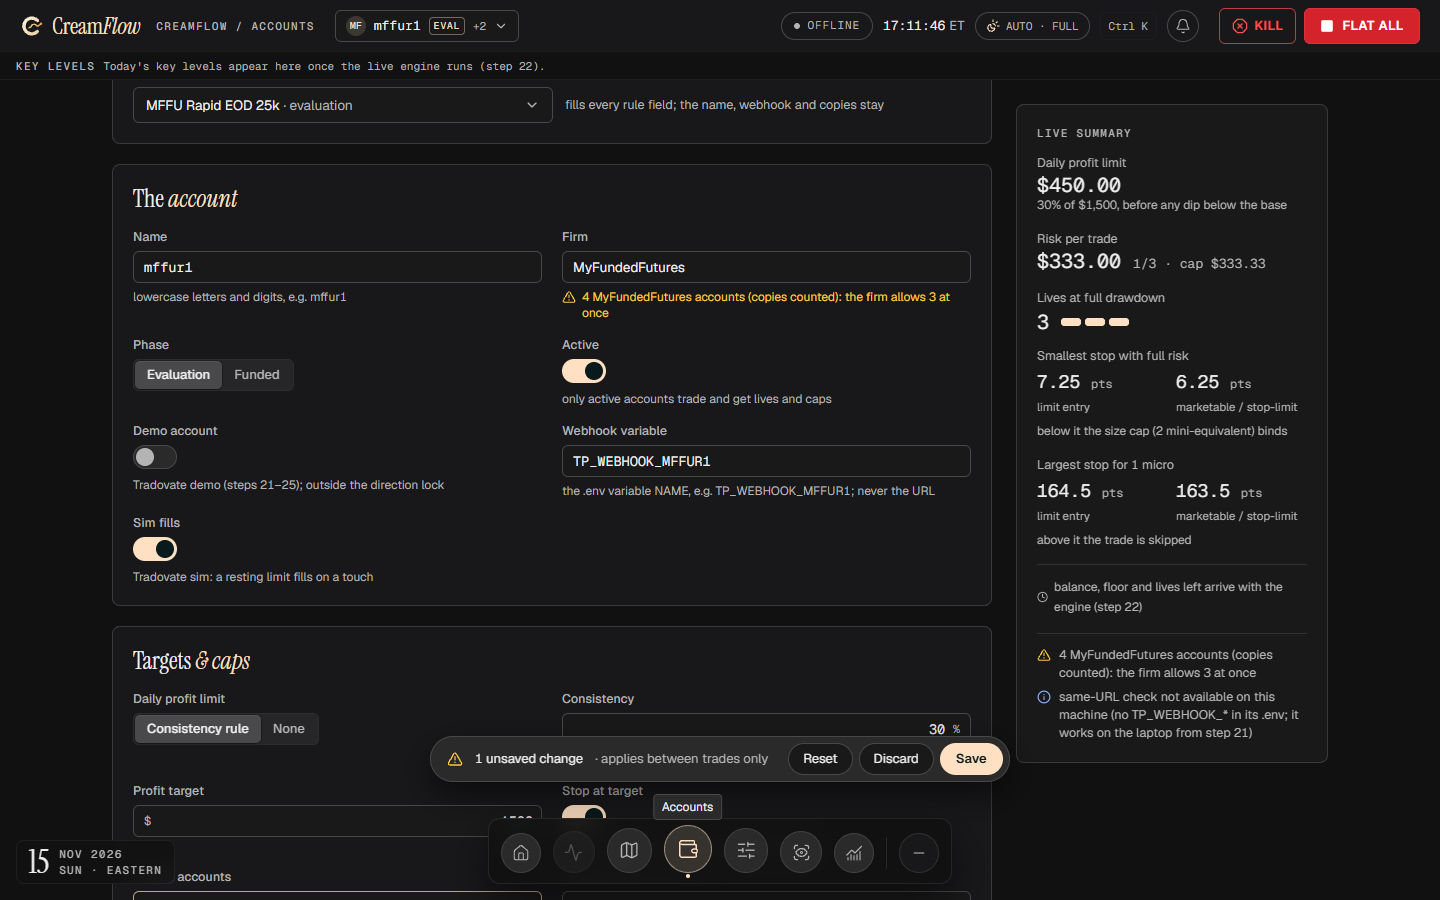 CreamFlow
CREAMFLOW / ACCOUNTS
MF mffur1 EVAL +2
OFFLINE
17:11:46 ET
AUTO · FULL
Ctrl K
KILL
FLAT ALL
KEY LEVELS Today's key levels appear here once the live engine runs (step 22).
MFFU Rapid EOD 25k · evaluation
fills every rule field; the name, webhook and copies stay
The account
Name
mffur1
lowercase letters and digits, e.g. mffur1
Firm
MyFundedFutures
4 MyFundedFutures accounts (copies counted): the firm allows 3 at
once
Phase
Evaluation Funded
Active
only active accounts trade and get lives and caps
Demo account
Tradovate demo (steps 21–25); outside the direction lock
Webhook variable
TP_WEBHOOK_MFFUR1
the .env variable NAME, e.g. TP_WEBHOOK_MFFUR1; never the URL
Sim fills
Tradovate sim: a resting limit fills on a touch
Targets & caps
Daily profit limit
Consistency rule None
Consistency
30 %
Profit target
$
Stop at target
accounts
1 unsaved change · applies between trades only
Reset
Discard
Save
Accounts
15
NOV 2026
SUN · EASTERN
LIVE SUMMARY
Daily profit limit
$450.00
30% of $1,500, before any dip below the base
Risk per trade
$333.00 1/3 · cap $333.33
Lives at full drawdown
3
Smallest stop with full risk
7.25 pts 6.25 pts
limit entry marketable / stop-limit
below it the size cap (2 mini-equivalent) binds
Largest stop for 1 micro
164.5 pts 163.5 pts
limit entry marketable / stop-limit
above it the trade is skipped
balance, floor and lives left arrive with the
engine (step 22)
4 MyFundedFutures accounts (copies
counted): the firm allows 3 at once
same-URL check not available on this
machine (no TP_WEBHOOK_* in its .env; it
works on the laptop from step 21)